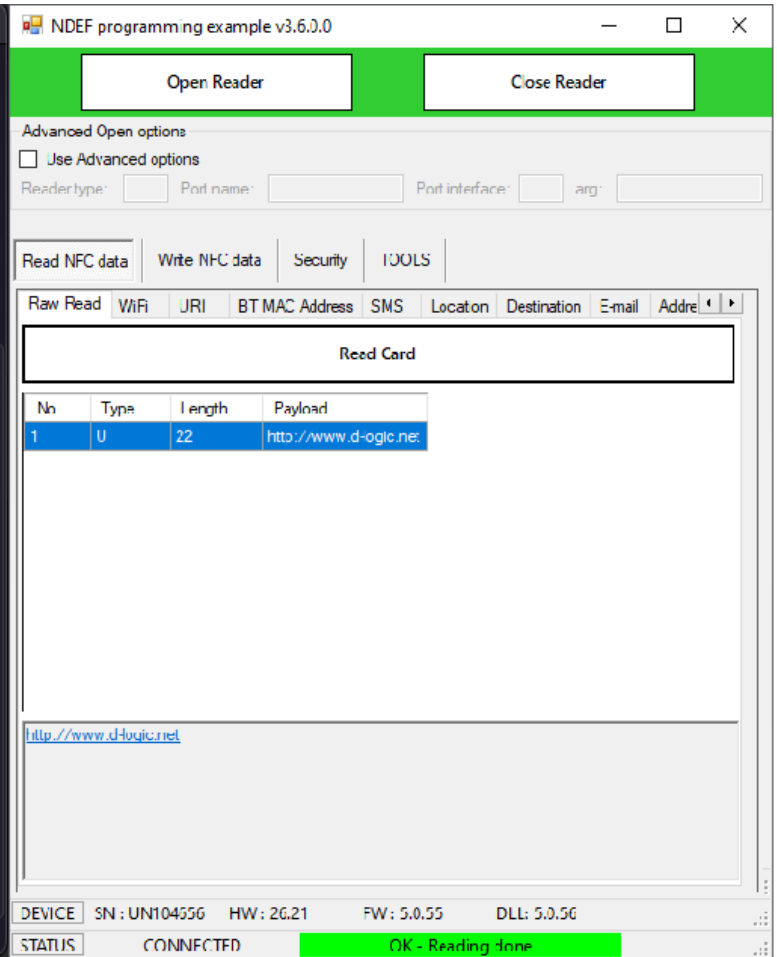 NDEF programming example v3.6.0.0
Open Reader Close Reader
Advanced Open options
Use Advanced options
Reader type: Port name: Port interface: arg:
Read NFC data Write NFC data Security TOOLS
Raw Read WiFi URI BT MAC Address SMS Location Destination E-mail Addre
Read Card
No Type Length Payload
1 U 22 http://www.d-logic.net
http://www.d-logic.net
DEVICE SN : UN104556 HW : 26.21 FW : 5.0.55 DLL: 5.0.56
STATUS CONNECTED OK - Reading done